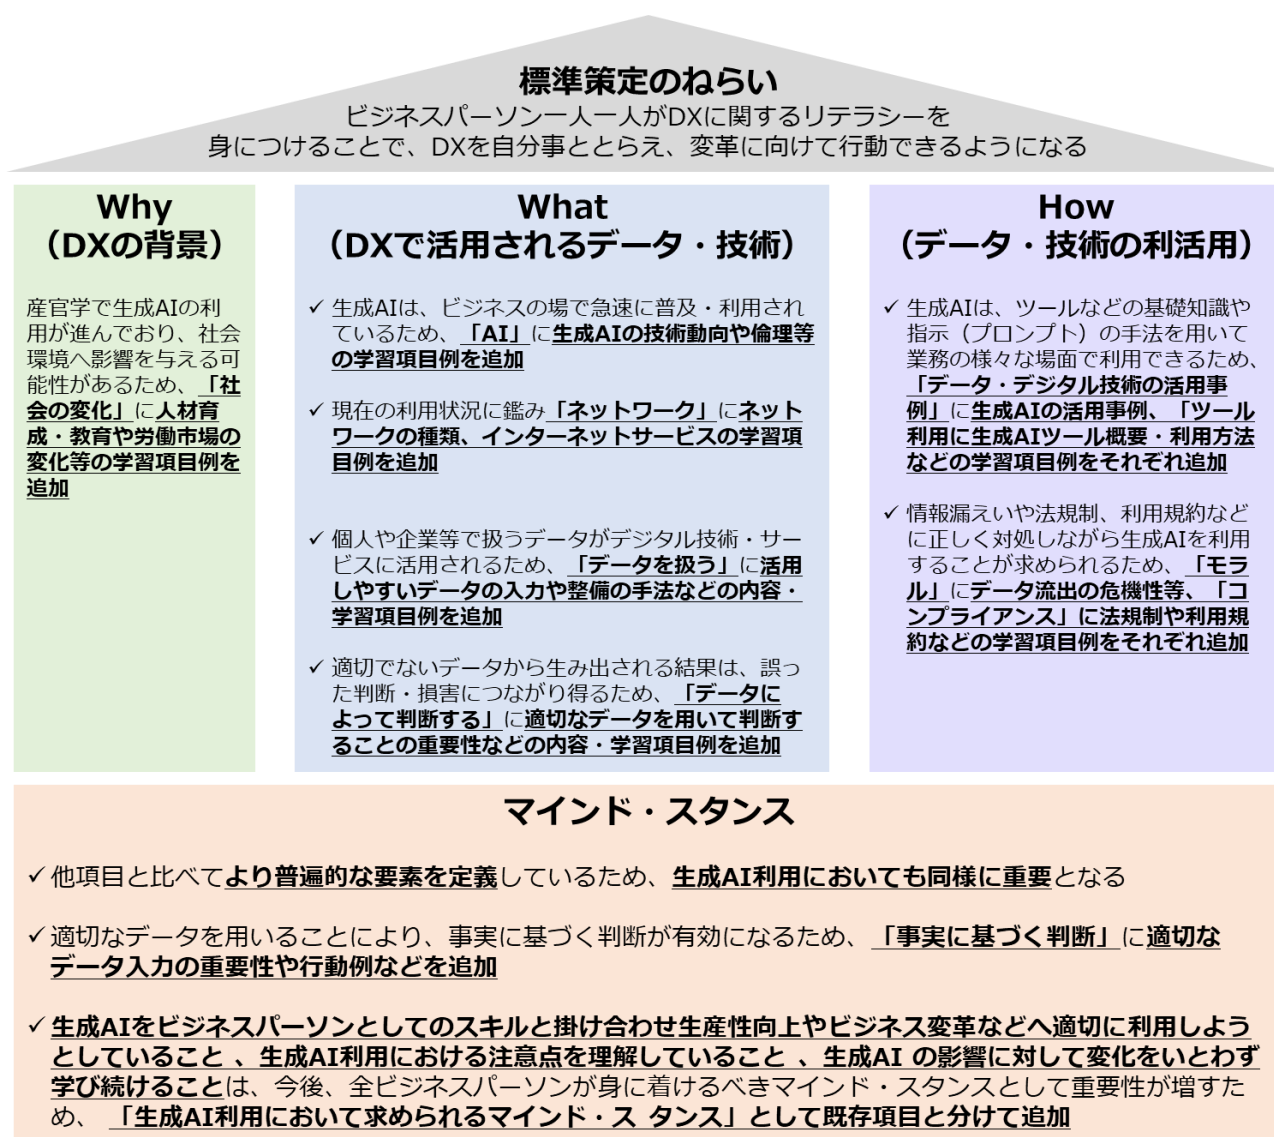 標準策定のねらい
ビジネスパーソン一人一人がDXに関するリテラシーを
身につけることで、DXを自分事ととらえ、変革に向けて行動できるようになる
Why
（DXの背景）
産官学で生成AIの利
用が進んでおり、社会
環境へ影響を与える可
能性があるため、「社
会の変化」に人材育
成・教育や労働市場の
変化等の学習項目例を
追加
What
（DXで活用されるデータ・技術）
✓ 生成AIは、ビジネスの場で急速に普及・利用され
ているため、「AI」に生成AIの技術動向や倫理等
の学習項目例を追加
✓ 現在の利用状況に鑑み「ネットワーク」にネット
ワークの種類、インターネットサービスの学習項
目例を追加
✓ 個人や企業等で扱うデータがデジタル技術・サー
ビスに活用されるため、「データを扱う」に活用
しやすいデータの入力や整備の手法などの内容・
学習項目例を追加
✓ 適切でないデータから生み出される結果は、誤っ
た判断・損害につながり得るため、「データに
よって判断する」に適切なデータを用いて判断す
ることの重要性などの内容・学習項目例を追加
How
（データ・技術の利活用）
✓ 生成AIは、ツールなどの基礎知識や
指示（プロンプト）の手法を用いて
業務の様々な場面で利用できるため、
「データ・デジタル技術の活用事
例」に生成AIの活用事例、「ツール
利用に生成AIツール概要・利用方法
などの学習項目例をそれぞれ追加
✓ 情報漏えいや法規制、利用規約など
に正しく対処しながら生成AIを利用
することが求められるため、「モラ
ル」にデータ流出の危機性等、「コ
ンプライアンス」に法規制や利用規
約などの学習項目例をそれぞれ追加
マインド・スタンス
✓ 他項目と比べてより普遍的な要素を定義しているため、生成AI利用においても同様に重要となる
✓ 適切なデータを用いることにより、事実に基づく判断が有効になるため、「事実に基づく判断」に適切な
データ入力の重要性や行動例などを追加
✓ 生成AIをビジネスパーソンとしてのスキルと掛け合わせ生産性向上やビジネス変革などへ適切に利用しよう
としていること 、生成AI利用における注意点を理解していること 、生成AI の影響に対して変化をいとわず
学び続けることは、今後、全ビジネスパーソンが身に着けるべきマインド・スタンスとして重要性が増すた
め、「生成AI利用において求められるマインド・ス タンス」として既存項目と分けて追加